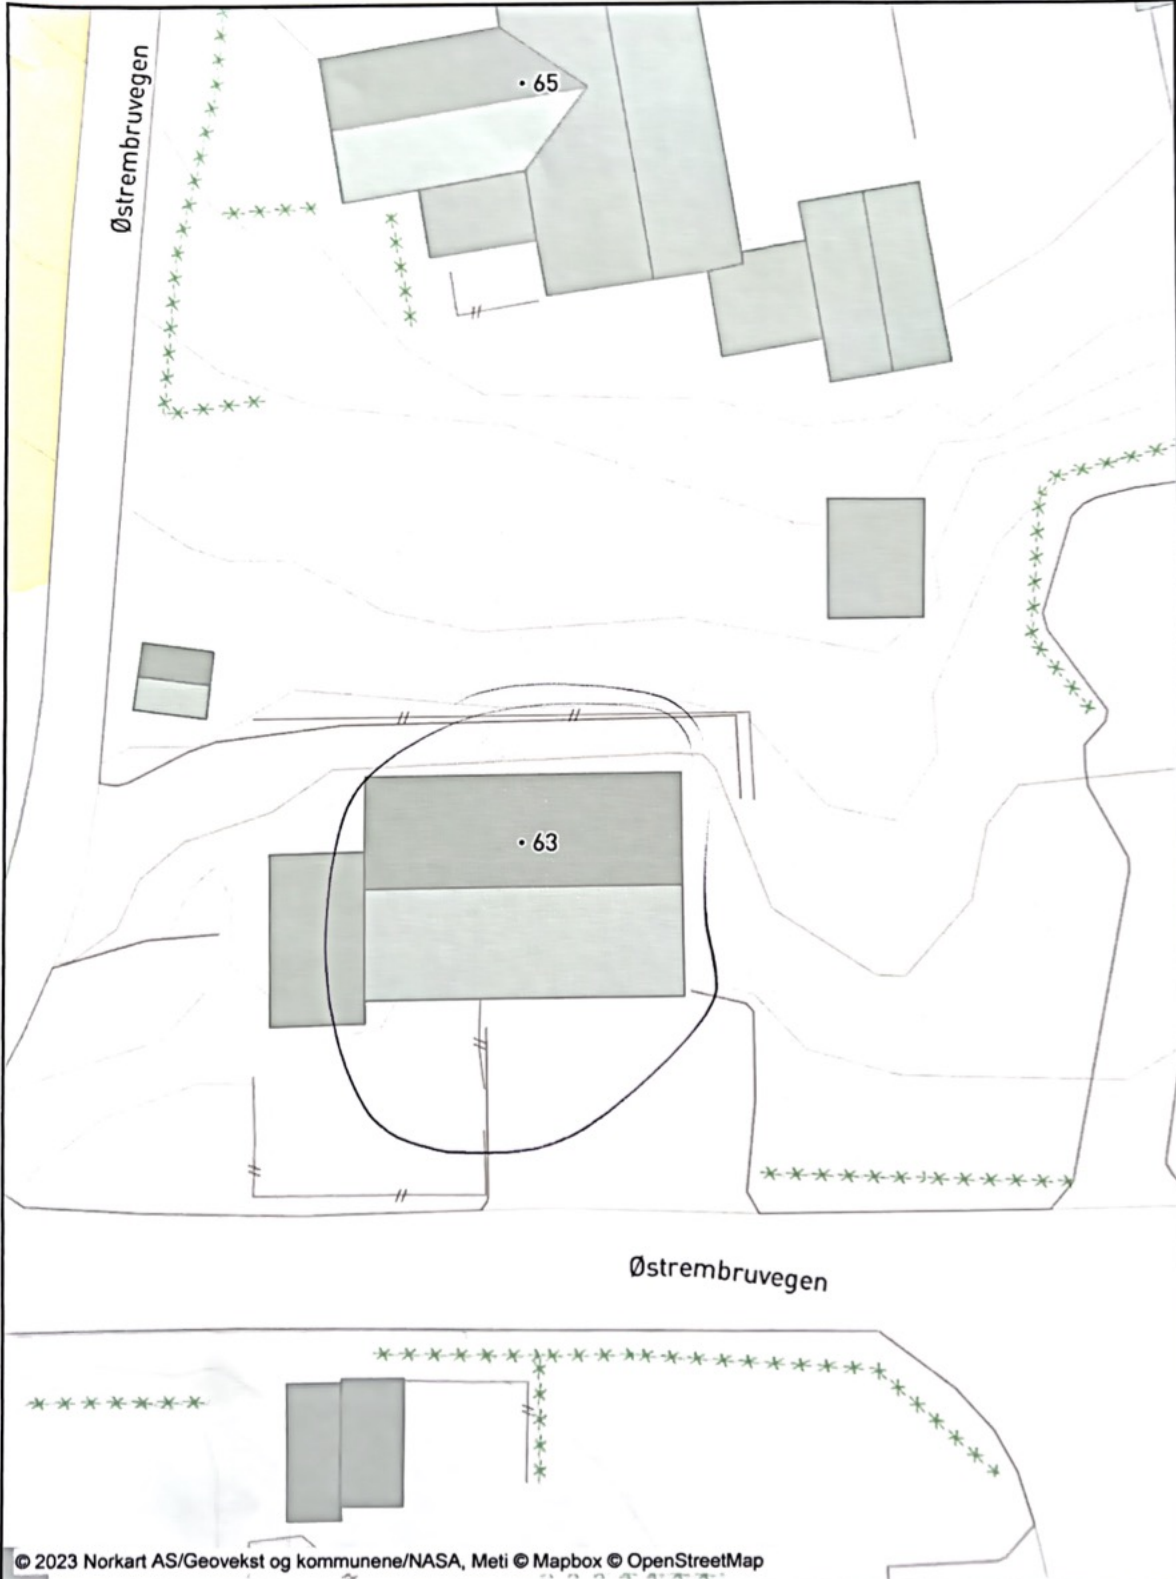 Østrembruvegen
• 65
• 63
Østrembruvegen
© 2023 Norkart AS/Geovekst og kommunene/NASA, Meti © Mapbox © OpenStreetMap